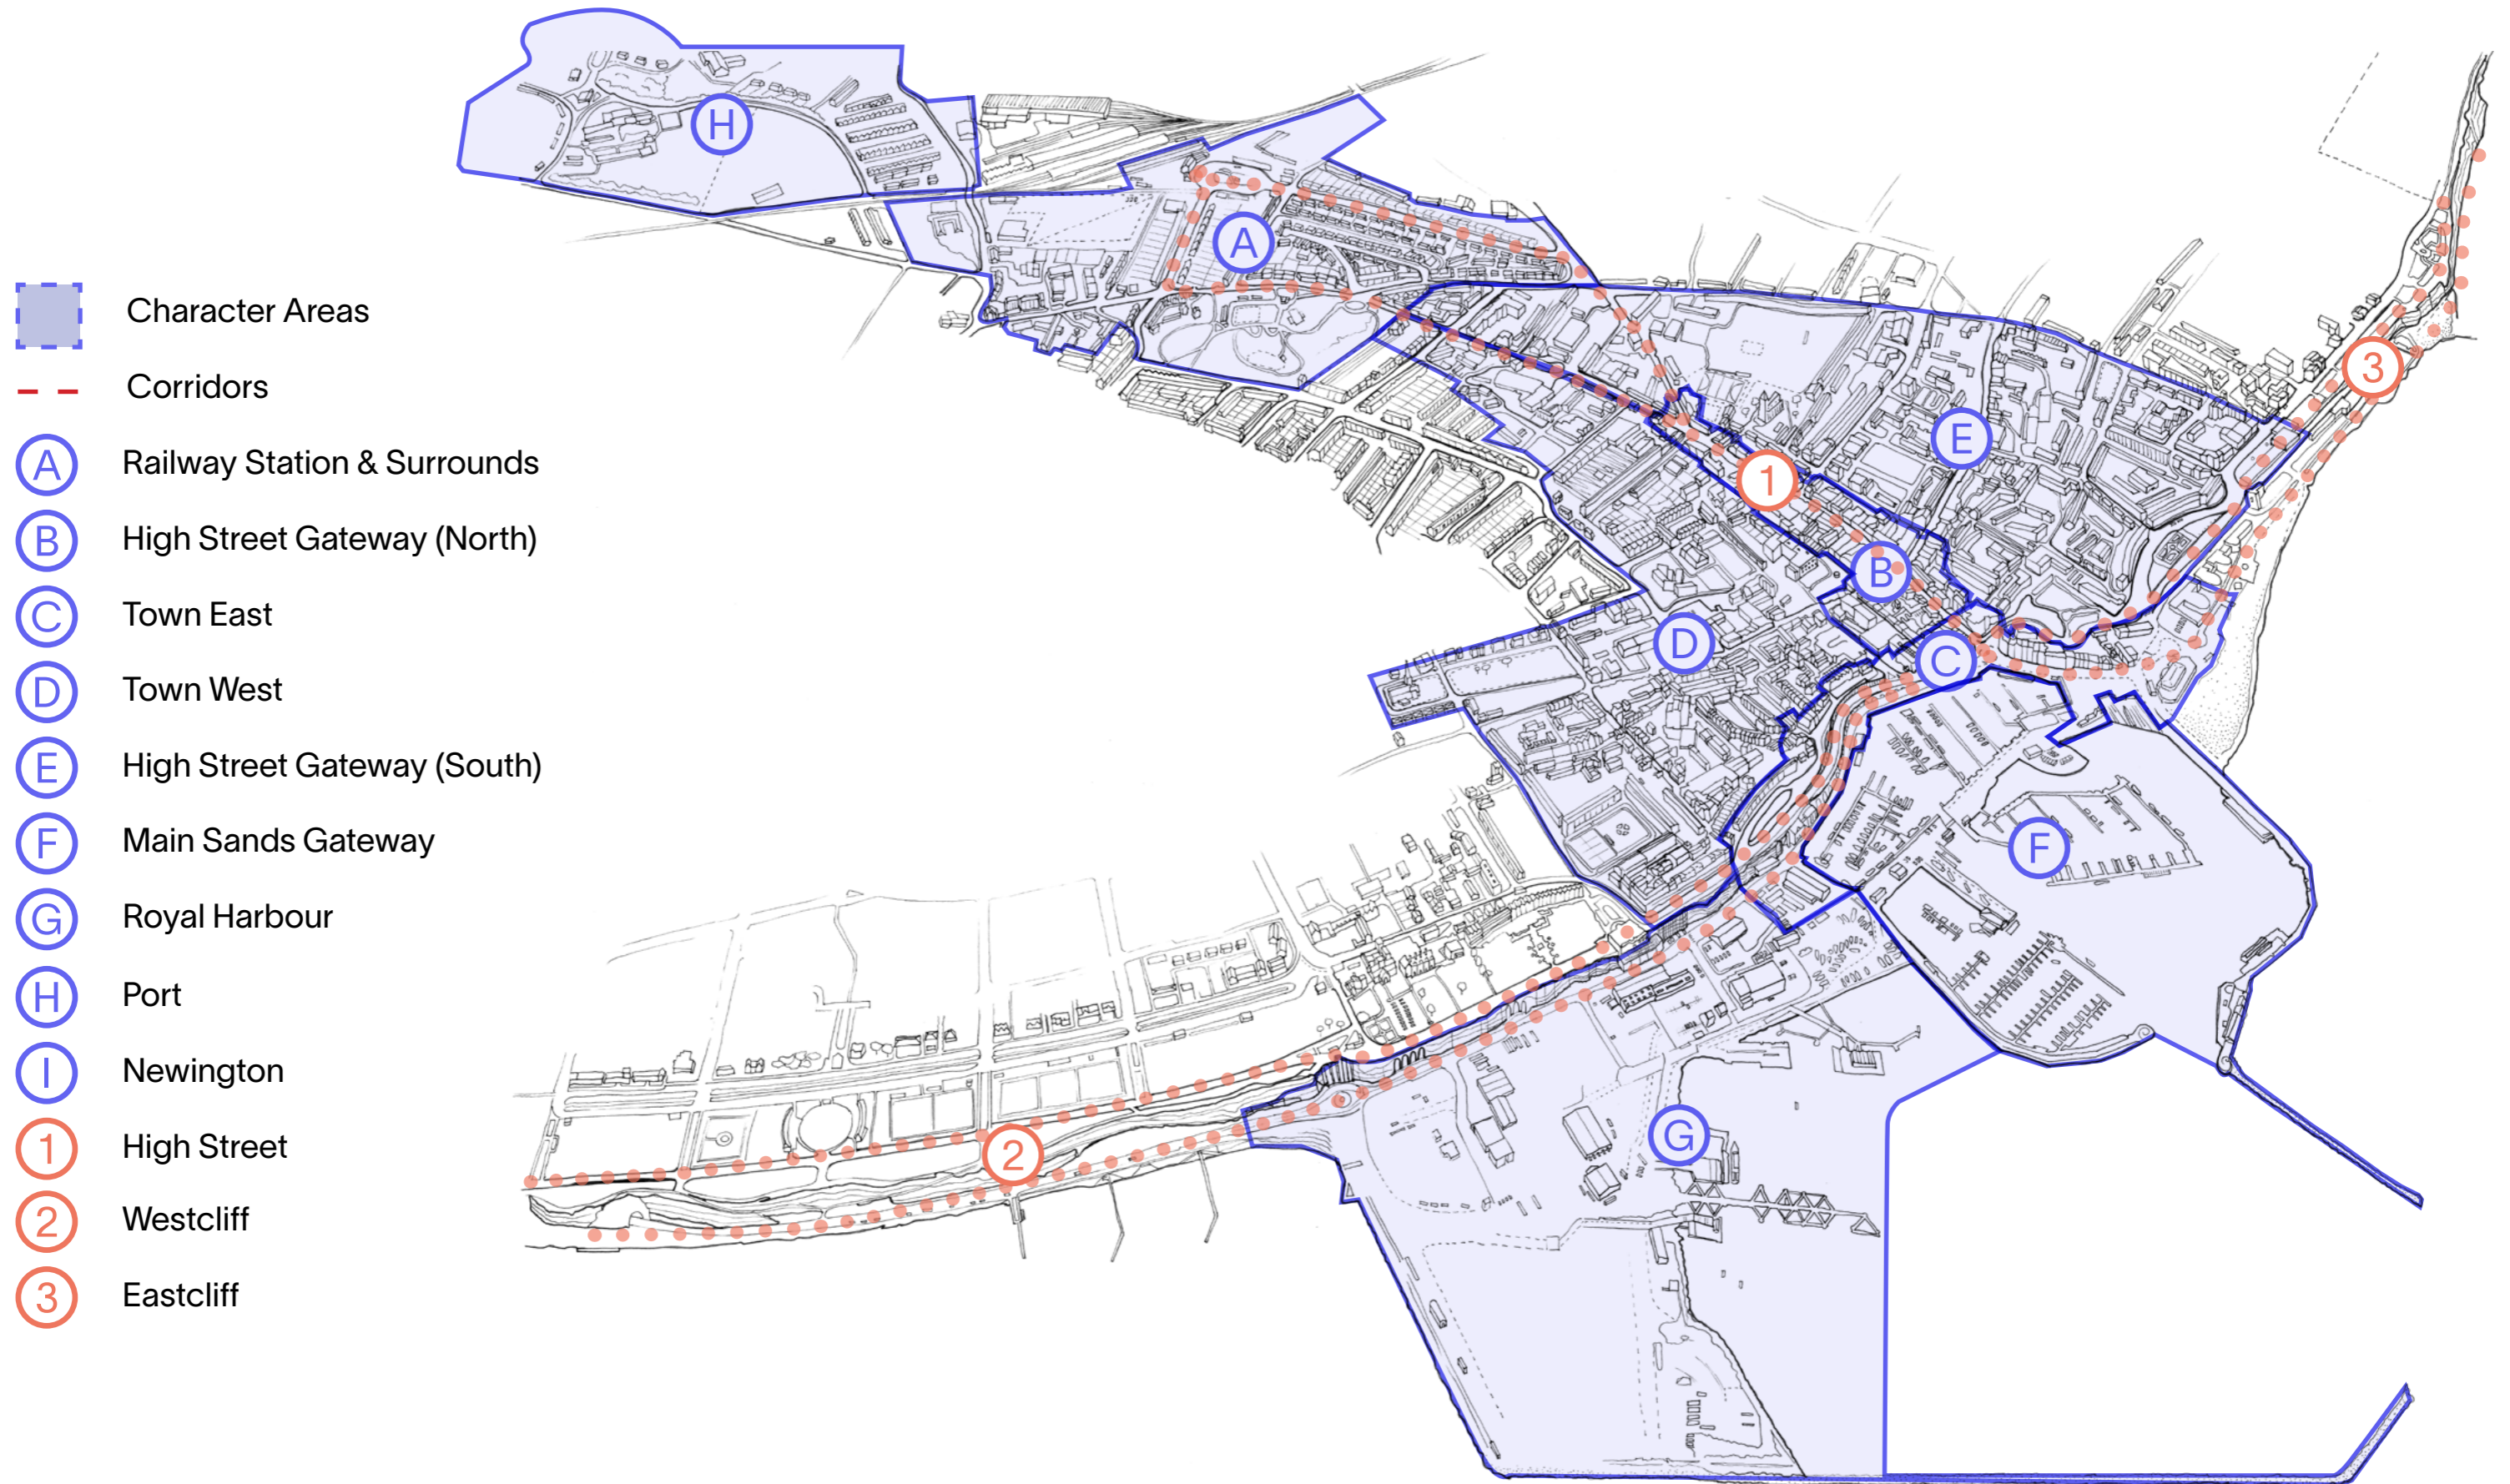 Character Areas
Corridors
A Railway Station & Surrounds
B High Street Gateway (North)
C Town East
D Town West
E High Street Gateway (South)
F Main Sands Gateway
G Royal Harbour
H Port
I Newington
1 High Street
2 Westcliff
3 Eastcliff
H
A
3
E
1
B
D
C
F
G
2